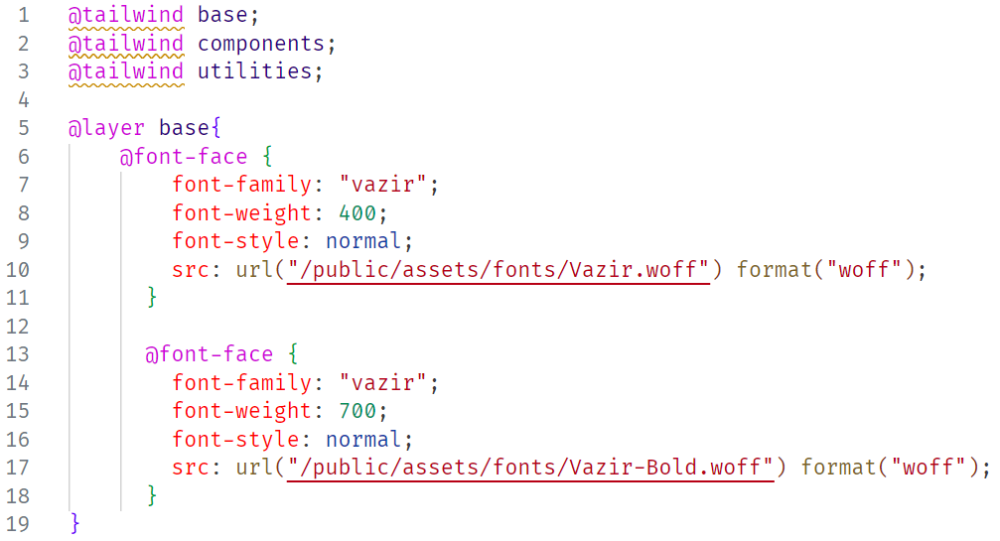 1 @tailwind base;
2 @tailwind components;
3 @tailwind utilities;
4
5 @layer base{
6 @font-face {
7 font-family: "vazir";
8 font-weight: 400;
9 font-style: normal;
10 src: url("/public/assets/fonts/Vazir.woff") format("woff");
11 }
12
13 @font-face {
14 font-family: "vazir";
15 font-weight: 700;
16 font-style: normal;
17 src: url("/public/assets/fonts/Vazir-Bold.woff") format("woff");
18 }
19 }